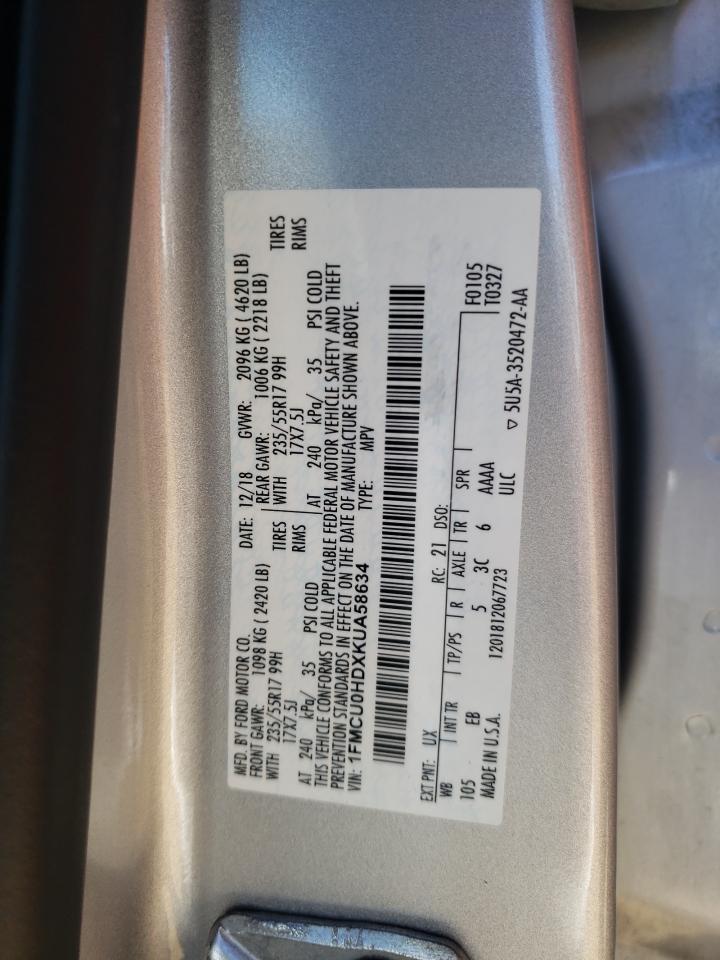 MFD. BY FORD MOTOR CO.
DATE: 12/18 GVWR: 2096 KG ( 4620 LB)
FRONT GAWR: 1098 KG ( 2420 LB)
REAR GAWR: 1006 KG ( 2218 LB)
WITH 235/55R17 99H TIRES WITH 235/55R17 99H TIRES
17X7.5J RIMS 17X7.5J RIMS
AT 240 kPa/ 35 PSI COLD AT 240 kPa/ 35 PSI COLD
THIS VEHICLE CONFORMS TO ALL APPLICABLE FEDERAL MOTOR VEHICLE SAFETY AND THEFT
PREVENTION STANDARDS IN EFFECT ON THE DATE OF MANUFACTURE SHOWN ABOVE.
VIN: 1FMCU0HDXKUA58634 TYPE: MPV
EXT PNT: UX RC: 21 DSO: F0105
WB INT TR TP/PS R AXLE TR SPR T0327
105 EB 5 3C 6 AAAA
MADE IN U.S.A. 1201812067723 ULC
▽ 5U5A-3520472-AA